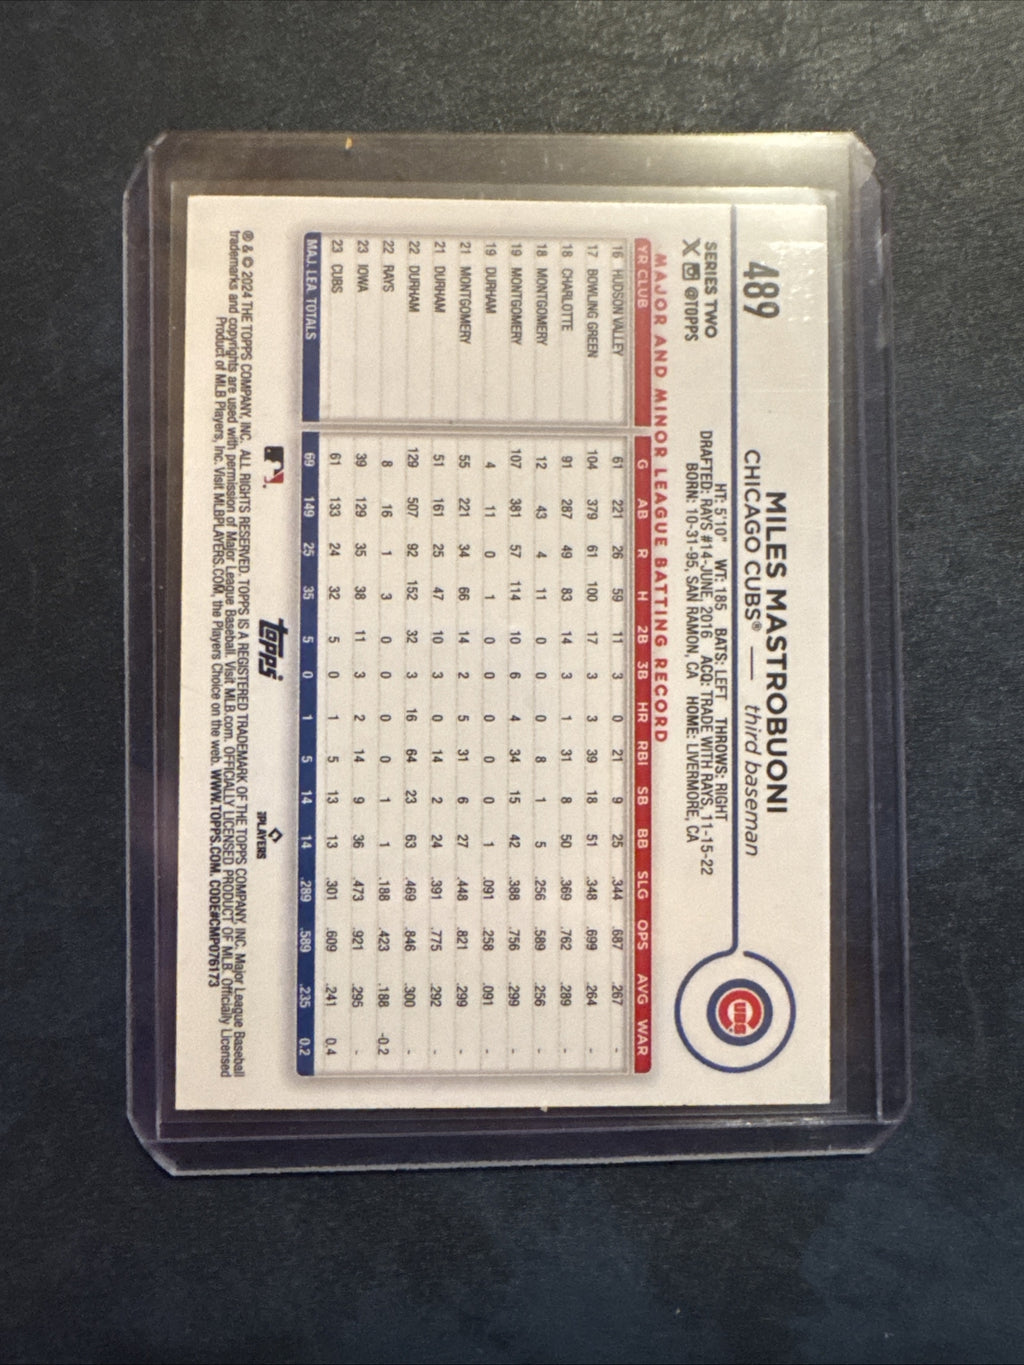 489
SERIES TWO
X @TOPPS
MILES MASTROBUONI
CHICAGO CUBS® — third baseman
HT: 5'10" WT: 185 BATS: LEFT THROWS: RIGHT
DRAFTED: RAYS #14-JUNE, 2016 ACQ: TRADE WITH RAYS, 11-15-22
BORN: 10-31-95, SAN RAMON, CA HOME: LIVERMORE, CA
CUBS
MAJOR AND MINOR LEAGUE BATTING RECORD
YR CLUB G AB R H 2B 3B HR RBI SB BB SLG OPS AVG WAR
16 HUDSON VALLEY 61 221 26 59 11 3 0 21 9 25 .344 .687 .267 -
17 BOWLING GREEN 104 379 61 100 17 3 3 39 18 51 .348 .699 .264 -
18 CHARLOTTE 91 287 49 83 14 3 1 31 8 50 .369 .762 .289 -
18 MONTGOMERY 12 43 4 11 0 0 0 8 1 5 .256 .589 .256 -
19 MONTGOMERY 107 381 57 114 10 6 4 34 15 42 .388 .756 .299 -
19 DURHAM 4 11 0 1 0 0 0 0 0 1 .091 .258 .091 -
21 MONTGOMERY 55 221 34 66 14 2 5 31 6 27 .448 .821 .299 -
21 DURHAM 51 161 25 47 10 3 0 14 2 24 .391 .775 .292 -
22 DURHAM 129 507 92 152 32 3 16 64 23 63 .469 .846 .300 -
22 RAYS 8 16 1 3 0 0 0 0 1 1 .188 .423 .188 -0.2
23 IOWA 39 129 35 38 11 3 2 14 9 36 .473 .921 .295 -
23 CUBS 61 133 24 32 5 0 1 5 13 13 .301 .609 .241 0.4
MAJ. LEA. TOTALS 69 149 25 35 5 0 1 5 14 14 .289 .589 .235 0.2
topps
PLAYERS
® & © 2024 THE TOPPS COMPANY, INC. ALL RIGHTS RESERVED. TOPPS IS A REGISTERED TRADEMARK OF THE TOPPS COMPANY, INC. Major League Baseball
trademarks and copyrights are used with permission of Major League Baseball. Visit MLB.com. OFFICIALLY LICENSED PRODUCT OF MLB. Officially Licensed
Product of MLB Players, Inc. Visit MLBPLAYERS.COM, the Players Choice on the web. WWW.TOPPS.COM. CODE#CMP076173